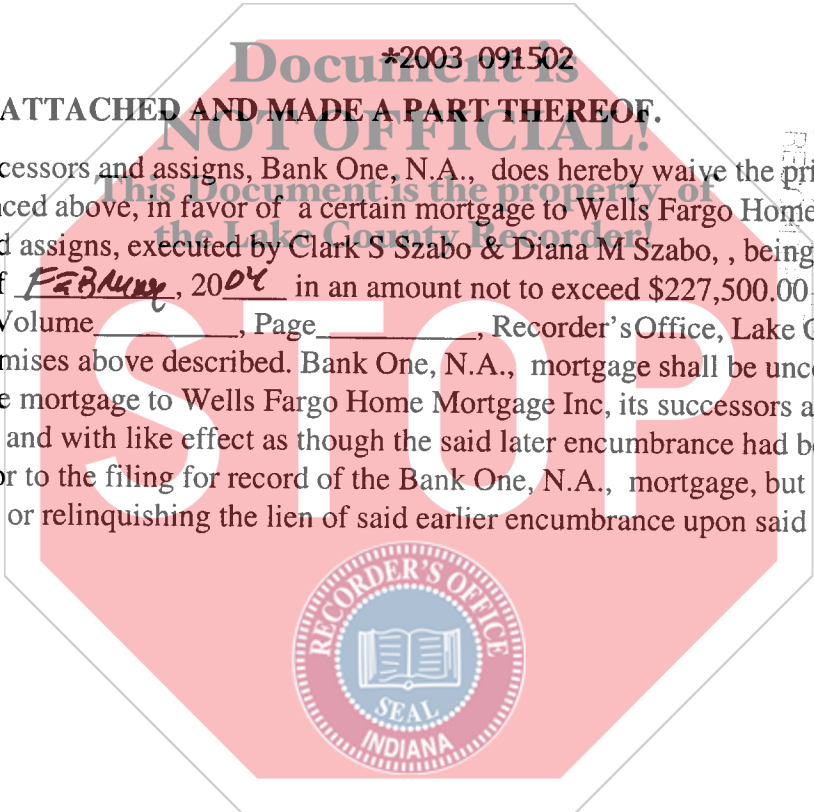 *2003 091502
Document is
ATTACHED AND MADE A PART THEREOF.
NOT OFFICIAL!
cessors and assigns, Bank One, N.A., does hereby waive the pri
This Document is the property of
nced above, in favor of a certain mortgage to Wells Fargo Home
the Lake County Recorder!
d assigns, executed by Clark S Szabo & Diana M Szabo, , being
f February, 2004 in an amount not to exceed $227,500.00
Volume__________, Page___________, Recorder'sOffice, Lake C
mises above described. Bank One, N.A., mortgage shall be unc
e mortgage to Wells Fargo Home Mortgage Inc, its successors a
and with like effect as though the said later encumbrance had b
or to the filing for record of the Bank One, N.A., mortgage, but
or relinquishing the lien of said earlier encumbrance upon said
STOP
RECORDER'S OFFICE
SEAL
INDIANA